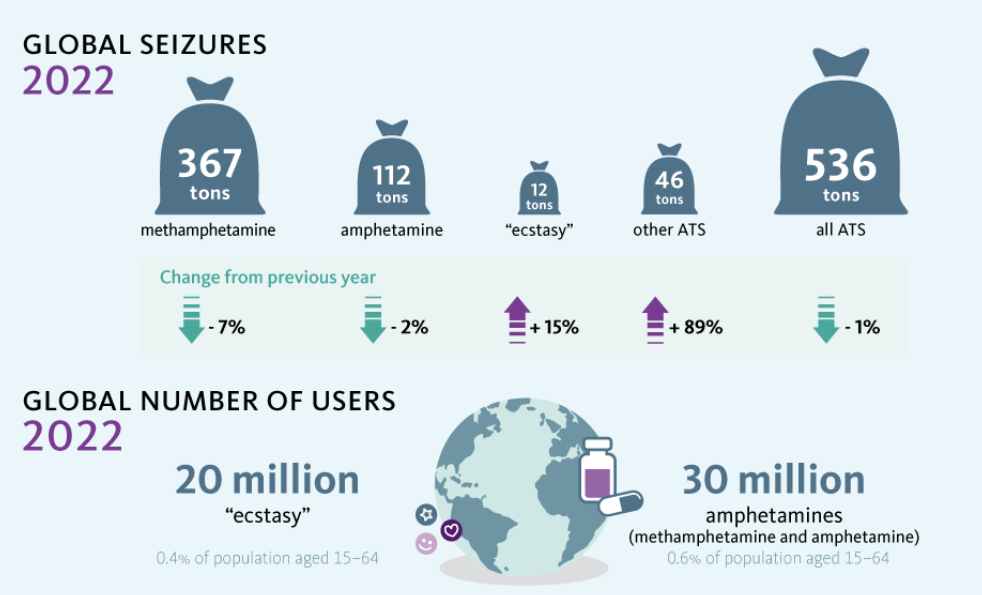 GLOBAL SEIZURES
2022
367
tons
methamphetamine
112
tons
amphetamine
12
tons
“ecstasy”
46
tons
other ATS
536
tons
all ATS
Change from previous year
- 7%
- 2%
+ 15%
+ 89%
- 1%
GLOBAL NUMBER OF USERS
2022
20 million
“ecstasy”
0.4% of population aged 15–64
30 million
amphetamines
(methamphetamine and amphetamine)
0.6% of population aged 15–64